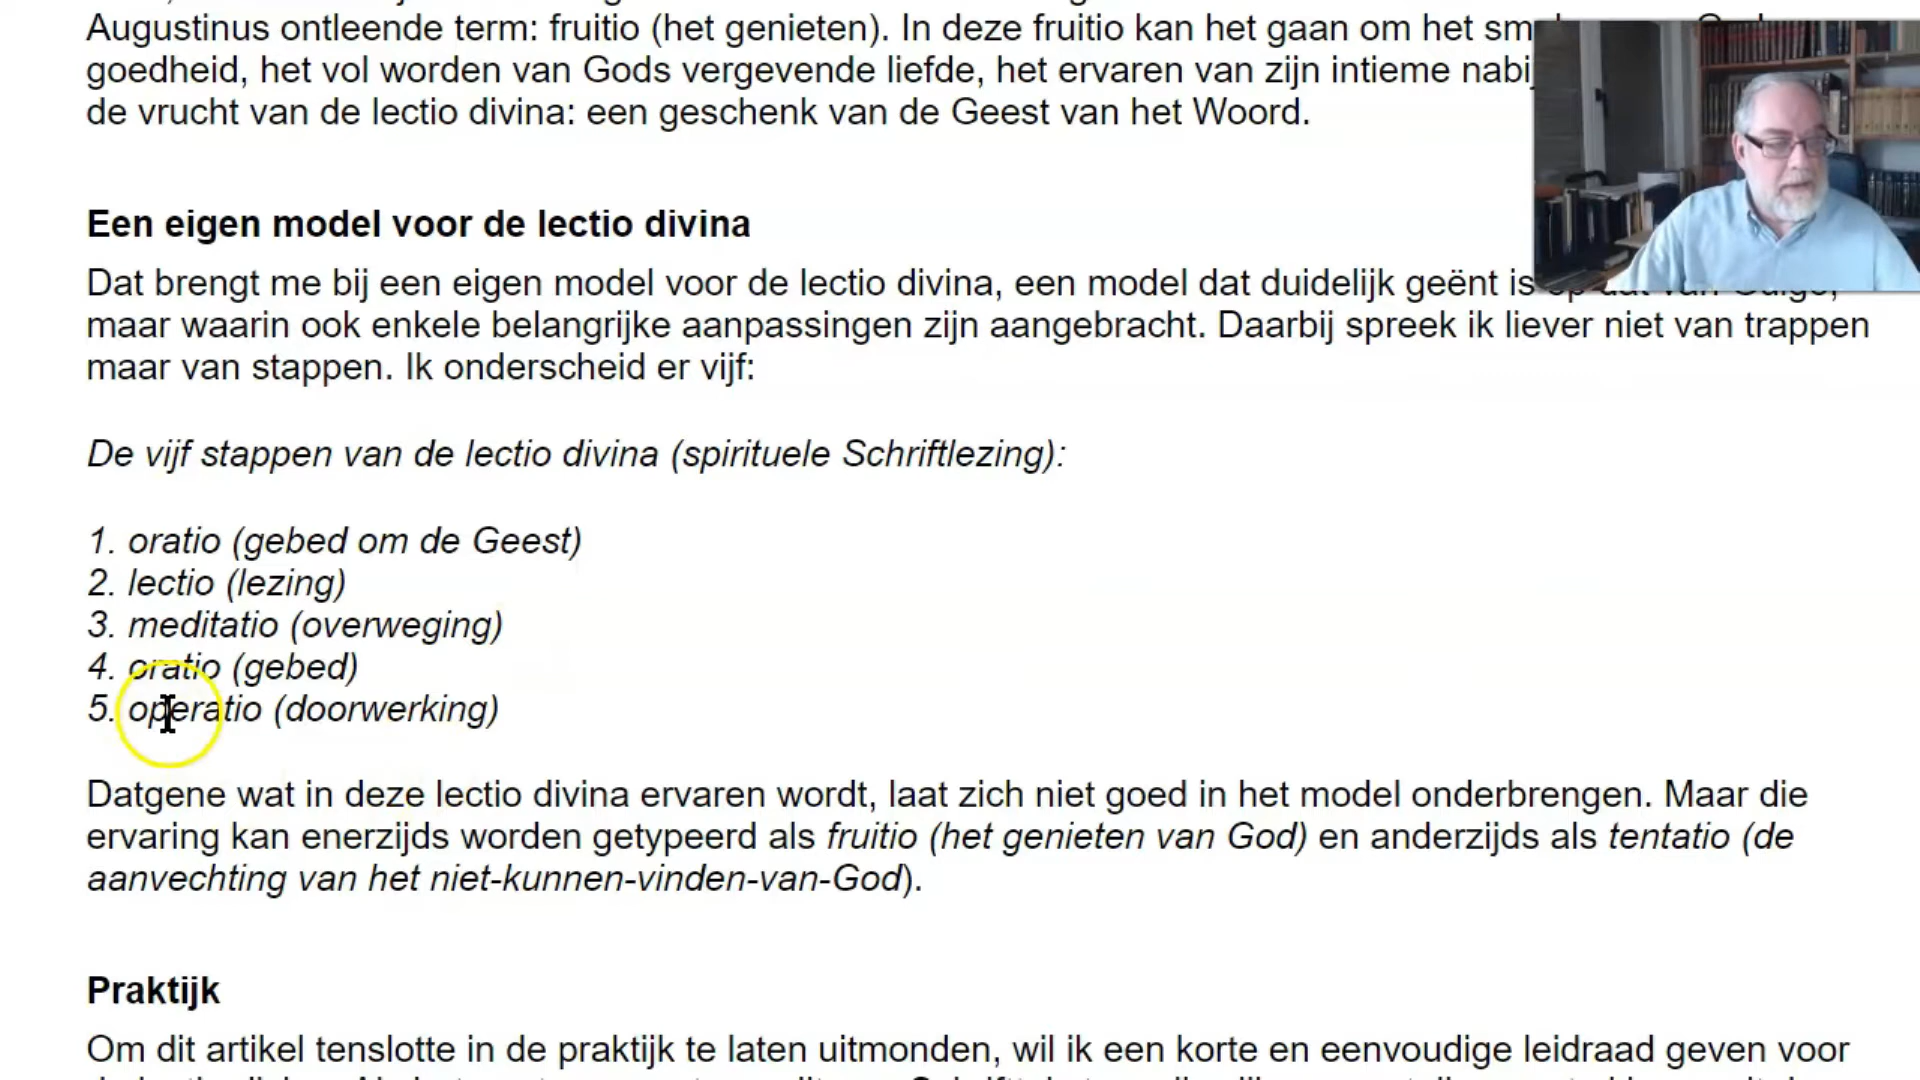 Augustinus ontleende term: fruitio (het genieten). In deze fruitio kan het gaan om het
goedheid, het vol worden van Gods vergevende liefde, het ervaren van zijn intieme
de vrucht van de lectio divina: een geschenk van de Geest van het Woord.
Een eigen model voor de lectio divina
Dat brengt me bij een eigen model voor de lectio divina, een model dat duidelijk geënt is
maar waarin ook enkele belangrijke aanpassingen zijn aangebracht. Daarbij spreek ik liever niet van trappen
maar van stappen. Ik onderscheid er vijf:
De vijf stappen van de lectio divina (spirituele Schriftlezing):
1. oratio (gebed om de Geest)
2. lectio (lezing)
3. meditatio (overweging)
4. oratio (gebed)
5. operatio (doorwerking)
Datgene wat in deze lectio divina ervaren wordt, laat zich niet goed in het model onderbrengen. Maar die
ervaring kan enerzijds worden getypeerd als fruitio (het genieten van God) en anderzijds als tentatio (de
aanvechting van het niet-kunnen-vinden-van-God).
Praktijk
Om dit artikel tenslotte in de praktijk te laten uitmonden, wil ik een korte en eenvoudige leidraad geven voor